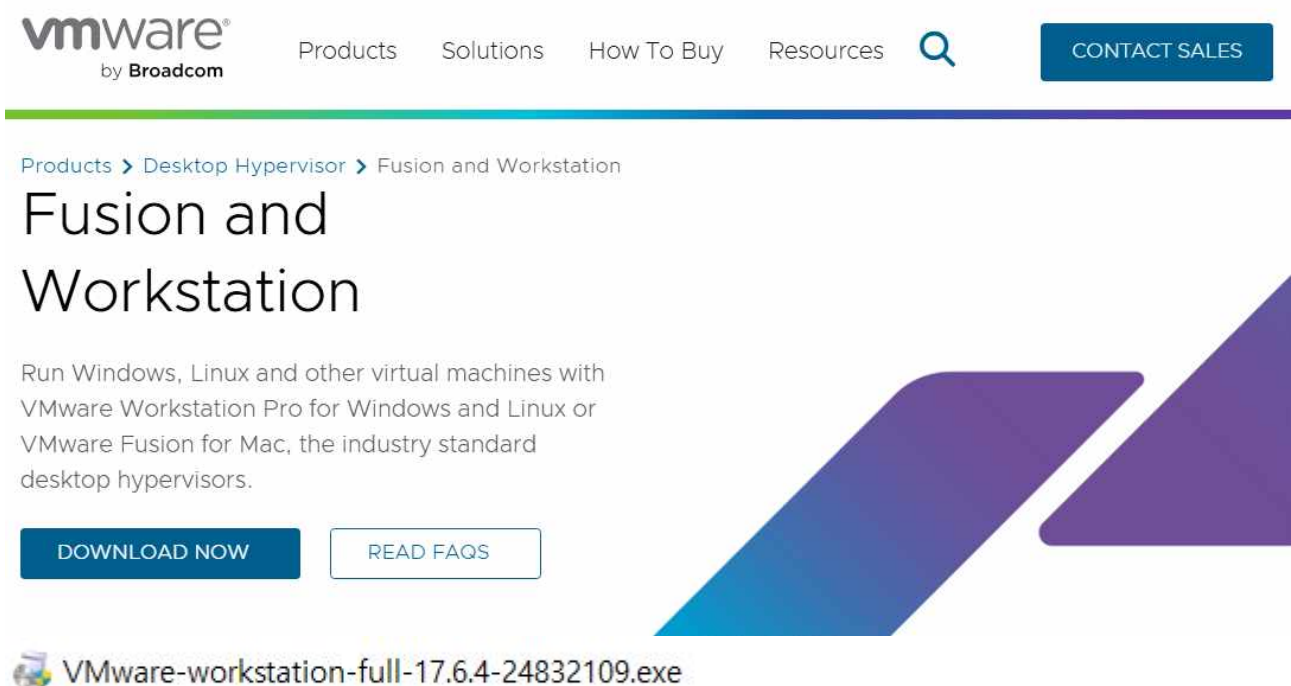 vmware®
by Broadcom
Products Solutions How To Buy Resources CONTACT SALES
Products > Desktop Hypervisor > Fusion and Workstation
Fusion and
Workstation
Run Windows, Linux and other virtual machines with
VMware Workstation Pro for Windows and Linux or
VMware Fusion for Mac, the industry standard
desktop hypervisors.
DOWNLOAD NOW READ FAQS
VMware-workstation-full-17.6.4-24832109.exe